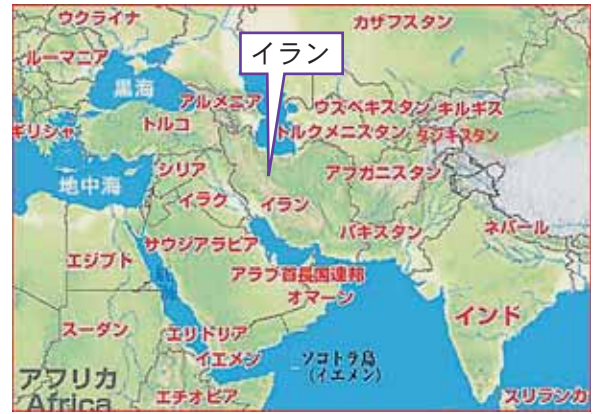 ウクライナ
カザフスタン
ルーマニア
イラン
黒海
アルメニア
ウズベキスタン
キルギス
ギリシャ
トルコ
トルクメニスタン
タジキスタン
シリア
アフガニスタン
地中海
イラク
イラン
パキスタン
ネパール
サウジアラビア
エジプト
アラブ首長国連邦
オマーン
インド
スーダン
エリトリア
イエメン
ソコトラ島
(イエメン)
アフリカ
Africa
エチオピア
スリランカ